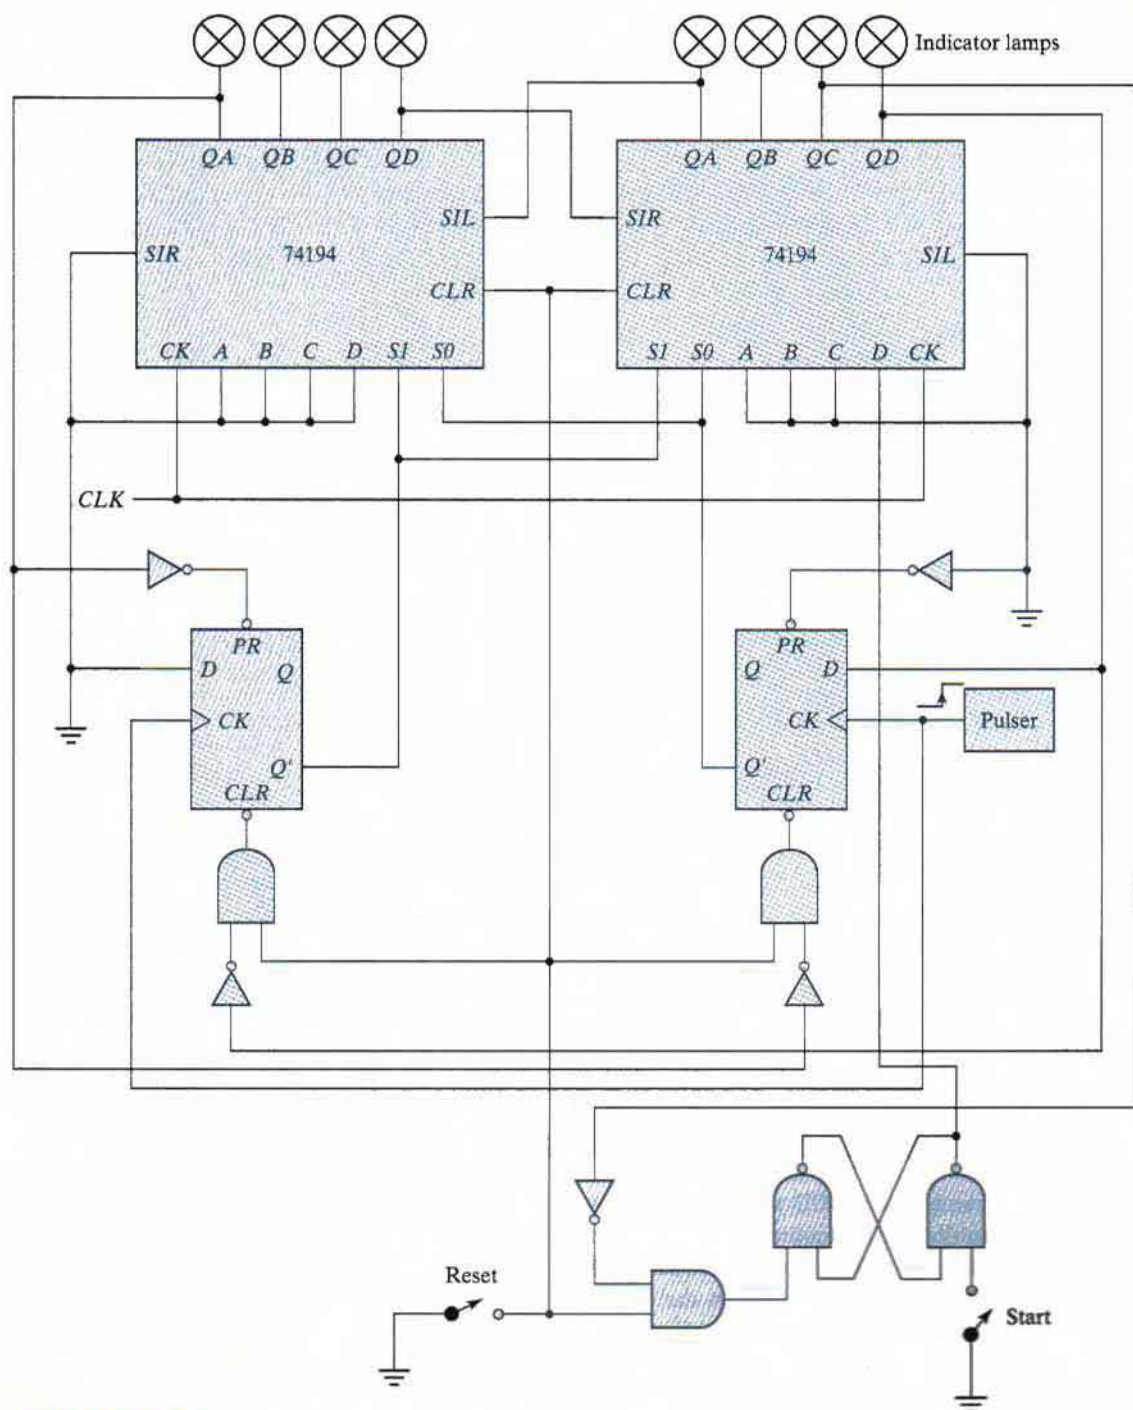 Indicator lamps
QA QB QC QD
QA QB QC QD
SIL
SIR
SIR
74194
74194
SIL
CLR
CLR
CK A B C D S1 S0
S1 S0 A B C D CK
CLK
PR
PR
D Q
Q D
CK
CK
Pulser
Q'
Q'
CLR
CLR
Reset
Start